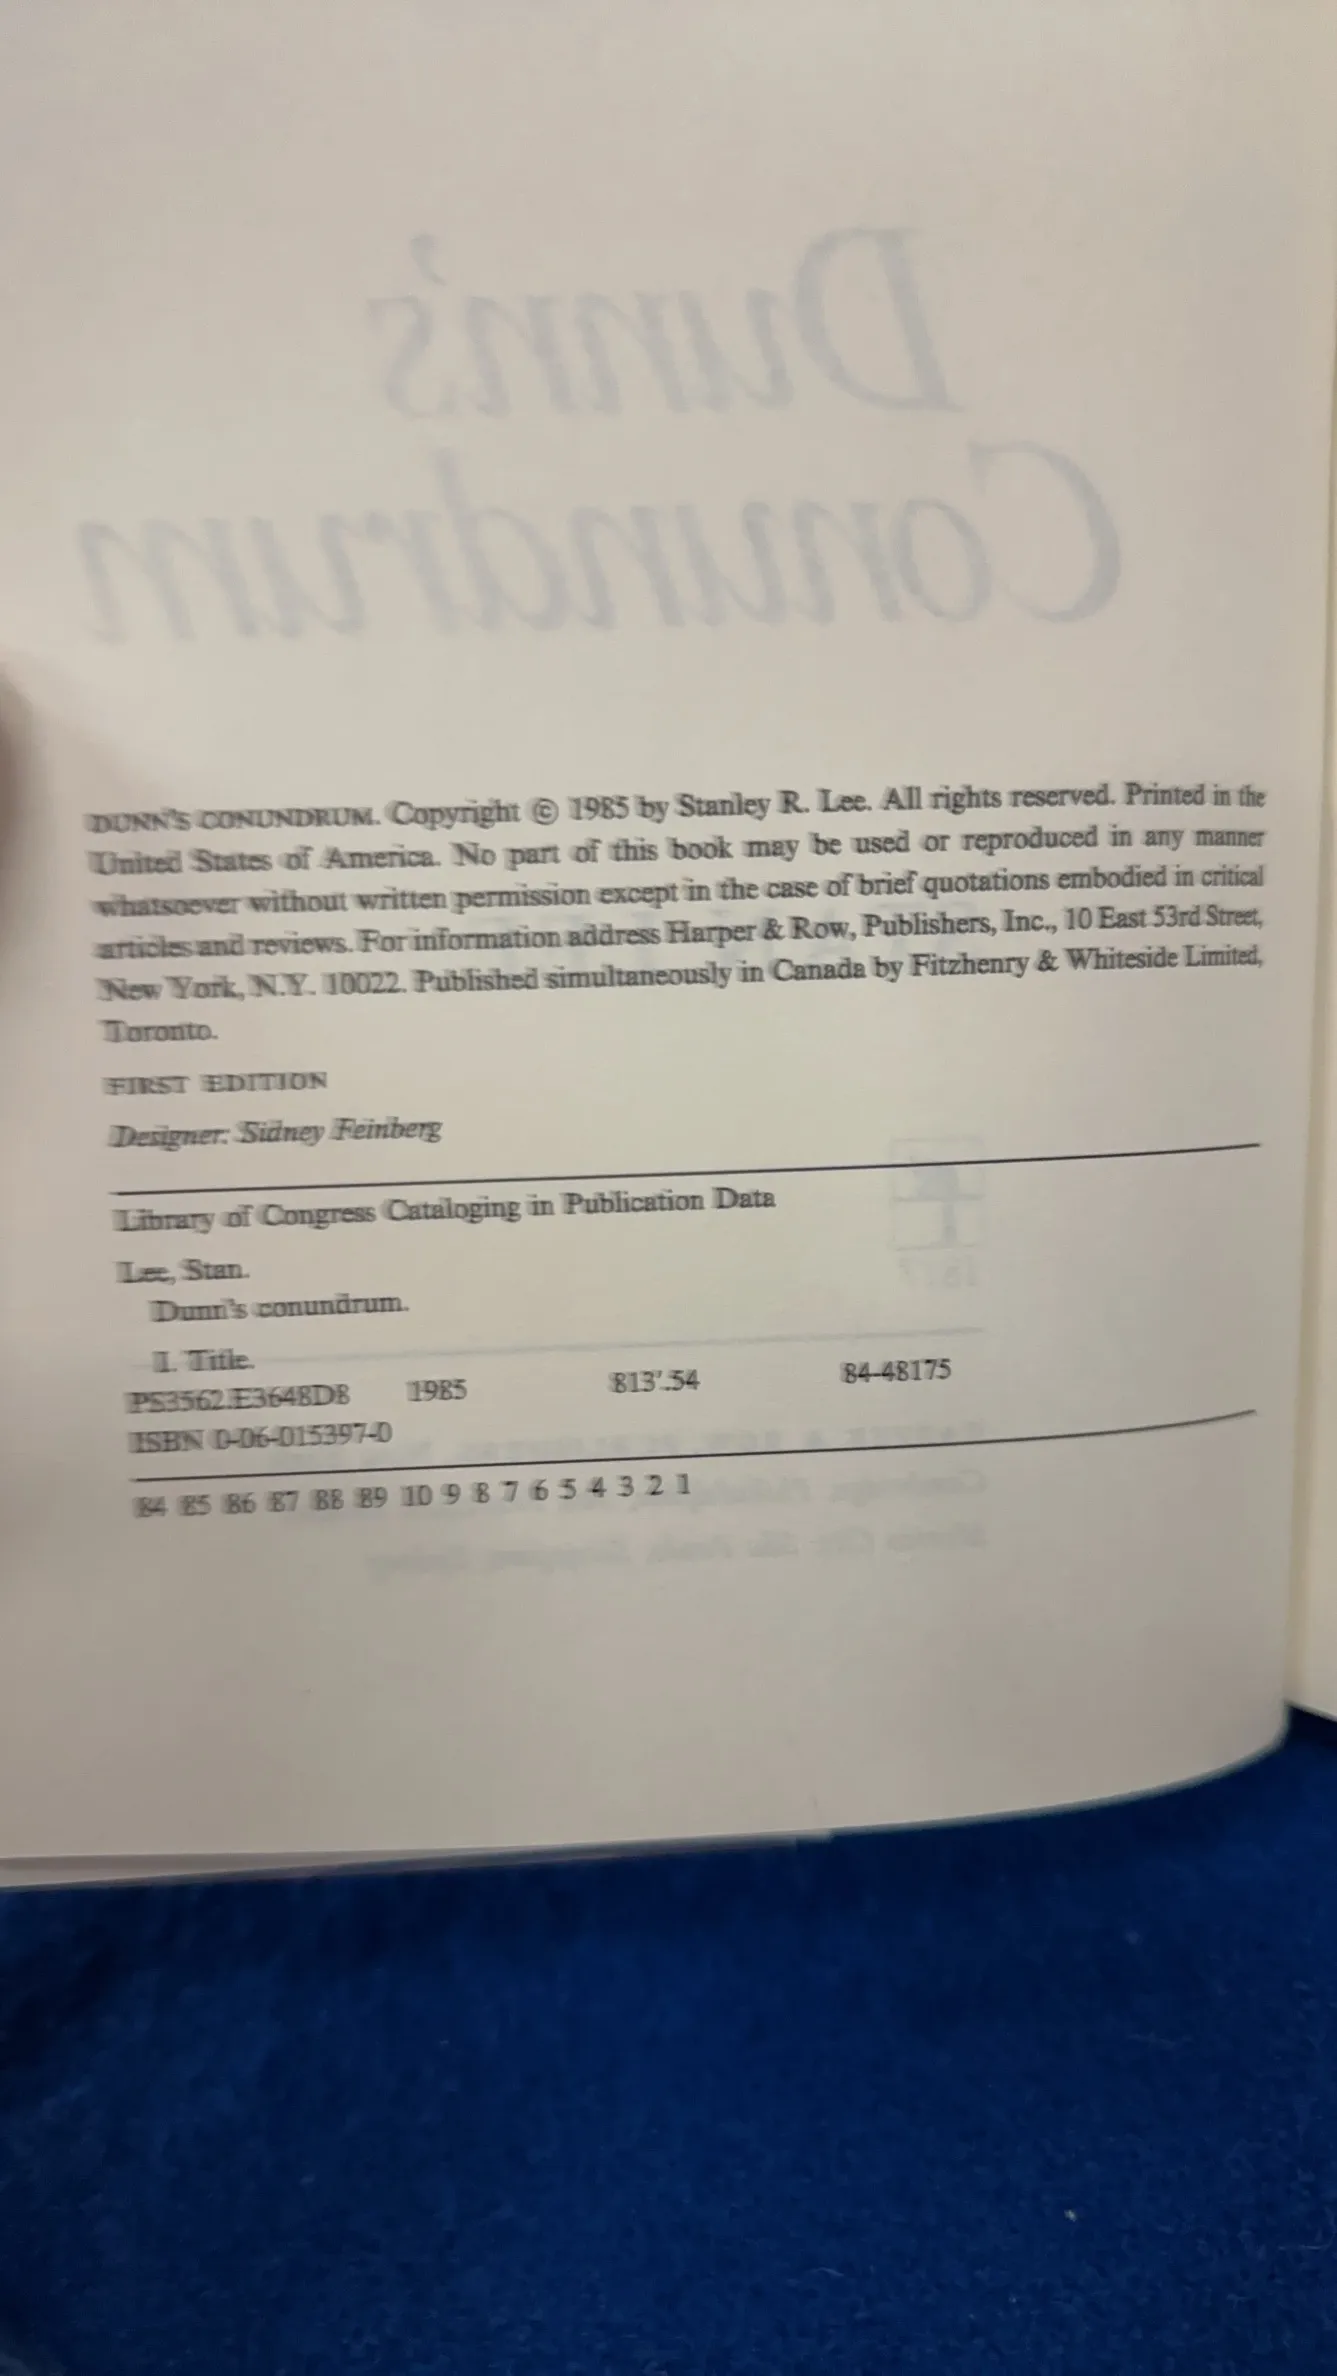 Dunn's
Conundrum
DUNN'S CONUNDRUM. Copyright © 1985 by Stanley R. Lee. All rights reserved. Printed in the
United States of America. No part of this book may be used or reproduced in any manner
whatsoever without written permission except in the case of brief quotations embodied in critical
articles and reviews. For information address Harper & Row, Publishers, Inc., 10 East 53rd Street,
New York, N.Y. 10022. Published simultaneously in Canada by Fitzhenry & Whiteside Limited,
Toronto.
FIRST EDITION
Designer: Sidney Feinberg
Library of Congress Cataloging in Publication Data
Lee, Stan.
Dunn's conundrum.
I. Title.
PS3562.E3648D8 1985 813'.54 84-48175
ISBN 0-06-015397-0
84 85 86 87 88 89 10 9 8 7 6 5 4 3 2 1